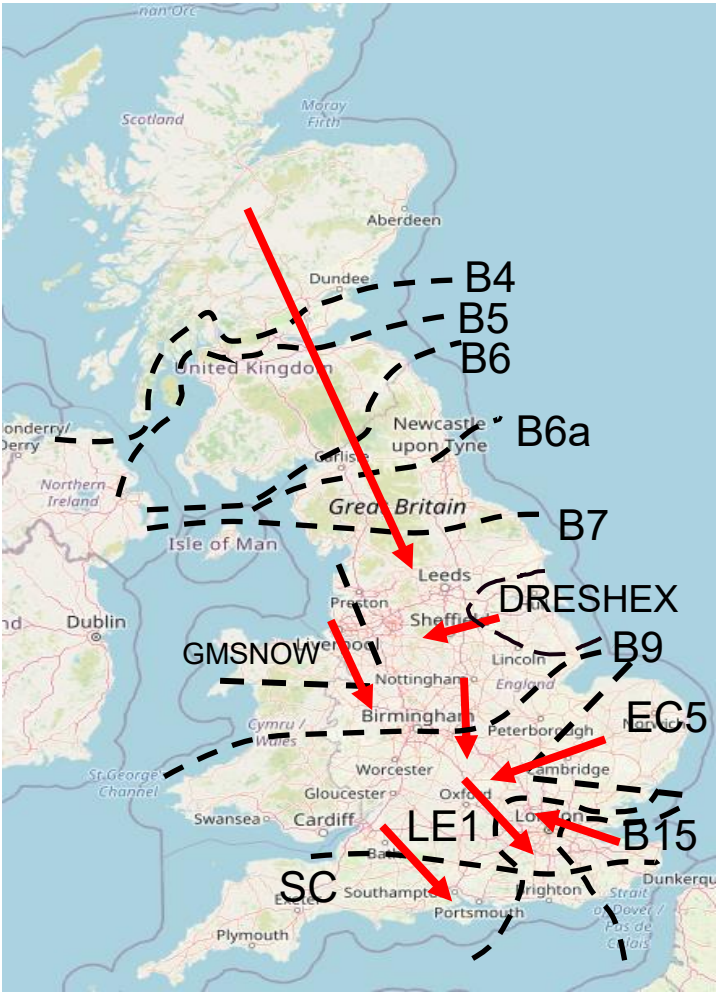 nan Orc
Scotland
Moray
Firth
Aberdeen
Dundee
B4
B5
United Kingdom
B6
onderry/
Derry
Newcastle
upon Tyne
B6a
Carlisle
Northern
Ireland
Great Britain
B7
Isle of Man
Leeds
Preston
DRESHEX
Sheffield
Dublin
nd
Liverpool
GMSNOW
Lincoln
B9
Nottingham
England
Birmingham
EC5
Norwich
Cymru /
Wales
Peterborough
St George'
Channel
Worcester
Cambridge
Gloucester
Oxford
Swansea
Cardiff
LE1
London
B15
Bath
SC
Exeter
Southampton
Brighton
Dunkerqu
Portsmouth
Strait
of Dover /
Pas de
Calais
Plymouth